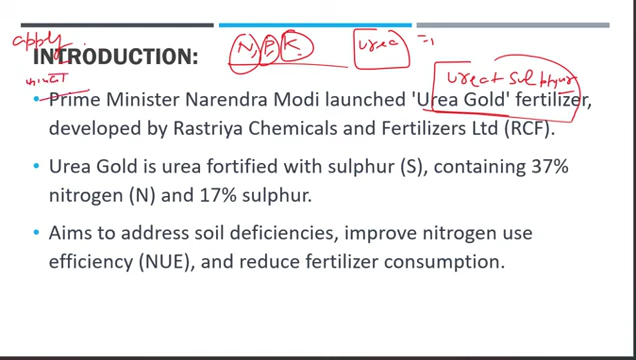 apply
N, P, K.
urea
INTRODUCTION:
urea + sulphur
• Prime Minister Narendra Modi launched 'Urea Gold' fertilizer,
developed by Rastriya Chemicals and Fertilizers Ltd (RCF).
• Urea Gold is urea fortified with sulphur (S), containing 37%
nitrogen (N) and 17% sulphur.
• Aims to address soil deficiencies, improve nitrogen use
efficiency (NUE), and reduce fertilizer consumption.